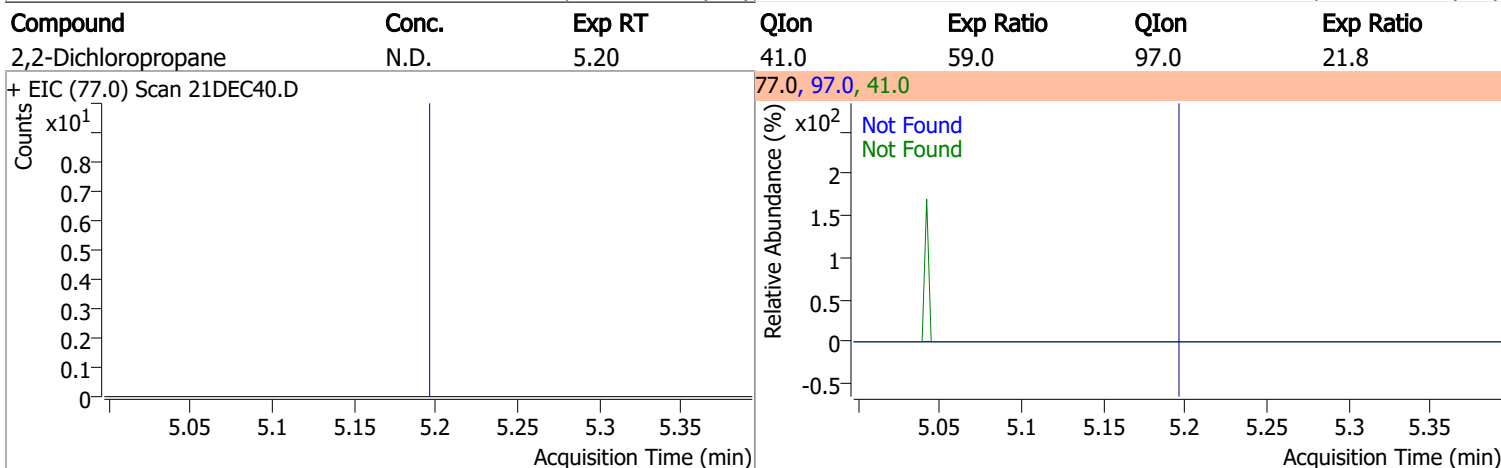 Compound Conc. Exp RT QIon Exp Ratio QIon Exp Ratio
2,2-Dichloropropane N.D. 5.20 41.0 59.0 97.0 21.8
+ EIC (77.0) Scan 21DEC40.D
Counts
x10¹
0.8
0.7
0.6
0.5
0.4
0.3
0.2
0.1
0
5.05 5.1 5.15 5.2 5.25 5.3 5.35
Acquisition Time (min)
77.0, 97.0, 41.0
Relative Abundance (%)
x10²
Not Found
Not Found
2
1.5
1
0.5
0
-0.5
5.05 5.1 5.15 5.2 5.25 5.3 5.35
Acquisition Time (min)